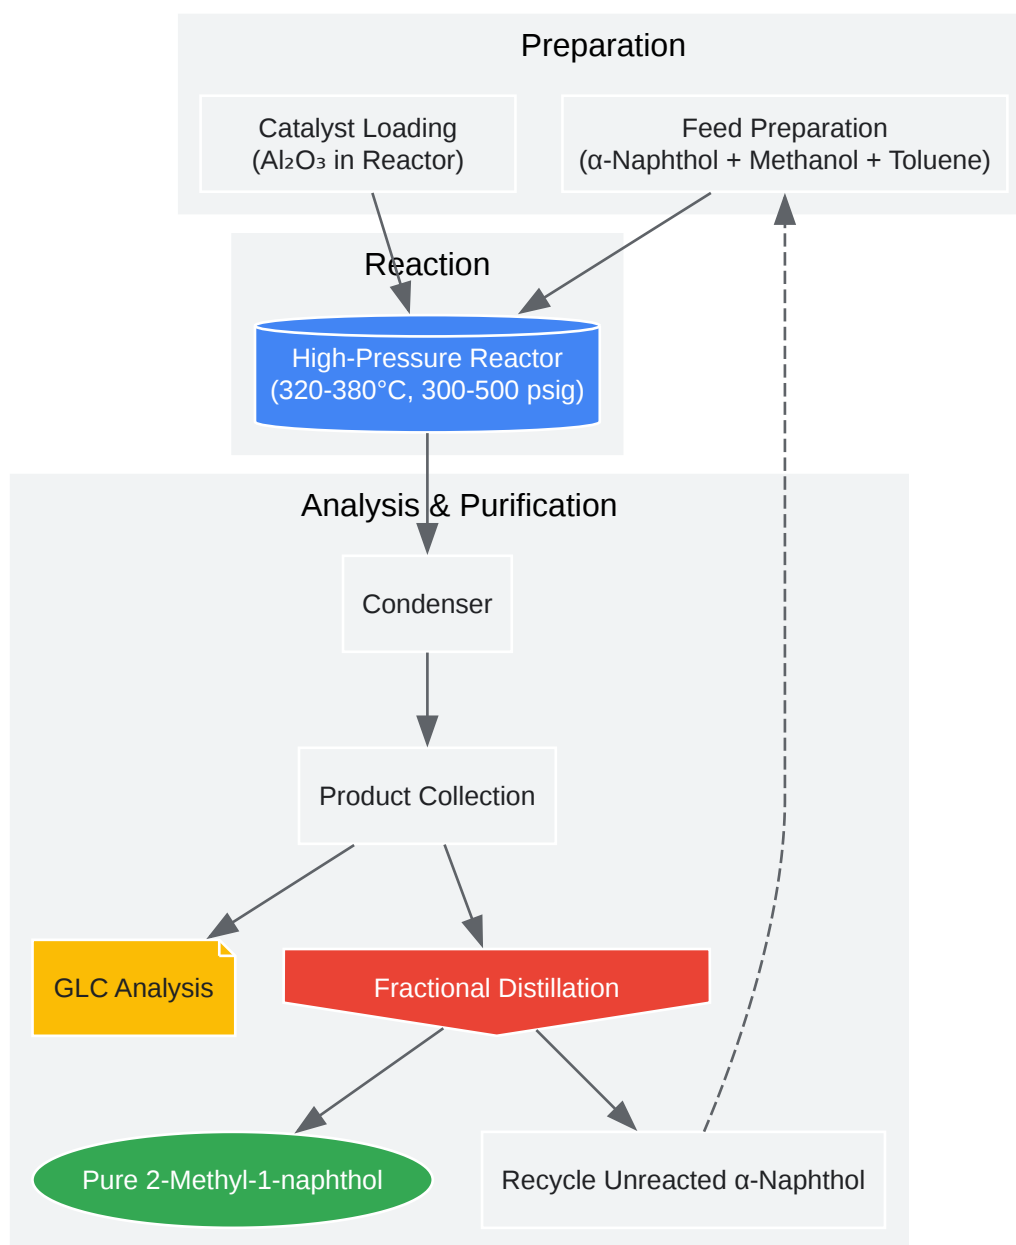 Preparation
Catalyst Loading
(Al₂O₃ in Reactor)
Feed Preparation
(α-Naphthol + Methanol + Toluene)
Reaction
High-Pressure Reactor
(320-380°C, 300-500 psig)
Analysis & Purification
Condenser
Product Collection
GLC Analysis
Fractional Distillation
Pure 2-Methyl-1-naphthol
Recycle Unreacted α-Naphthol